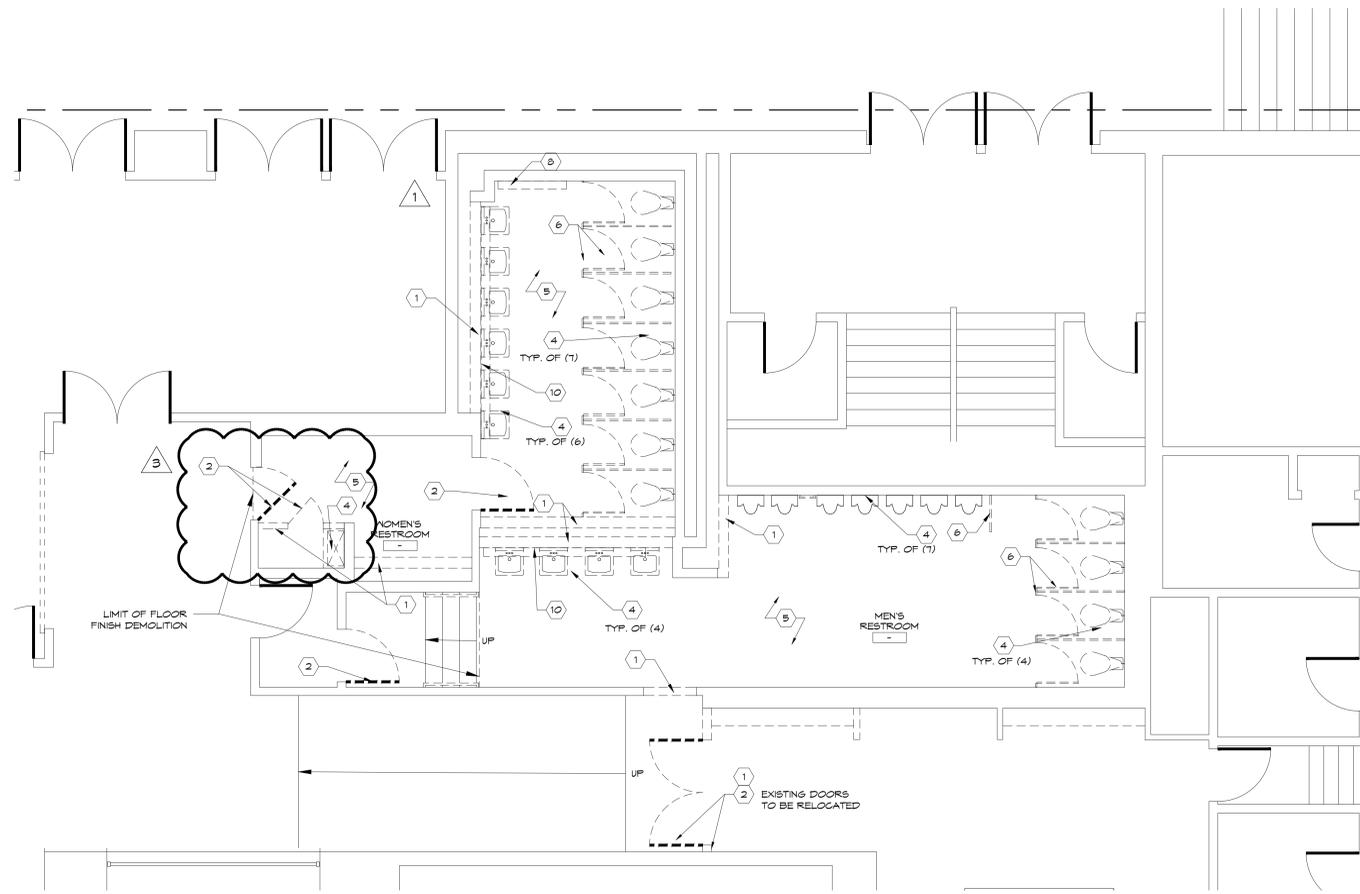 8
1
6
5
1
4
TYP. OF (7)
10
4
TYP. OF (6)
3
2
5
4
2
1
WOMEN'S
RESTROOM
-
4
TYP. OF (7)
6
1
6
1
LIMIT OF FLOOR
FINISH DEMOLITION
10
4
TYP. OF (4)
5
MEN'S
RESTROOM
-
UP
4
TYP. OF (4)
2
1
UP
1
2
EXISTING DOORS
TO BE RELOCATED